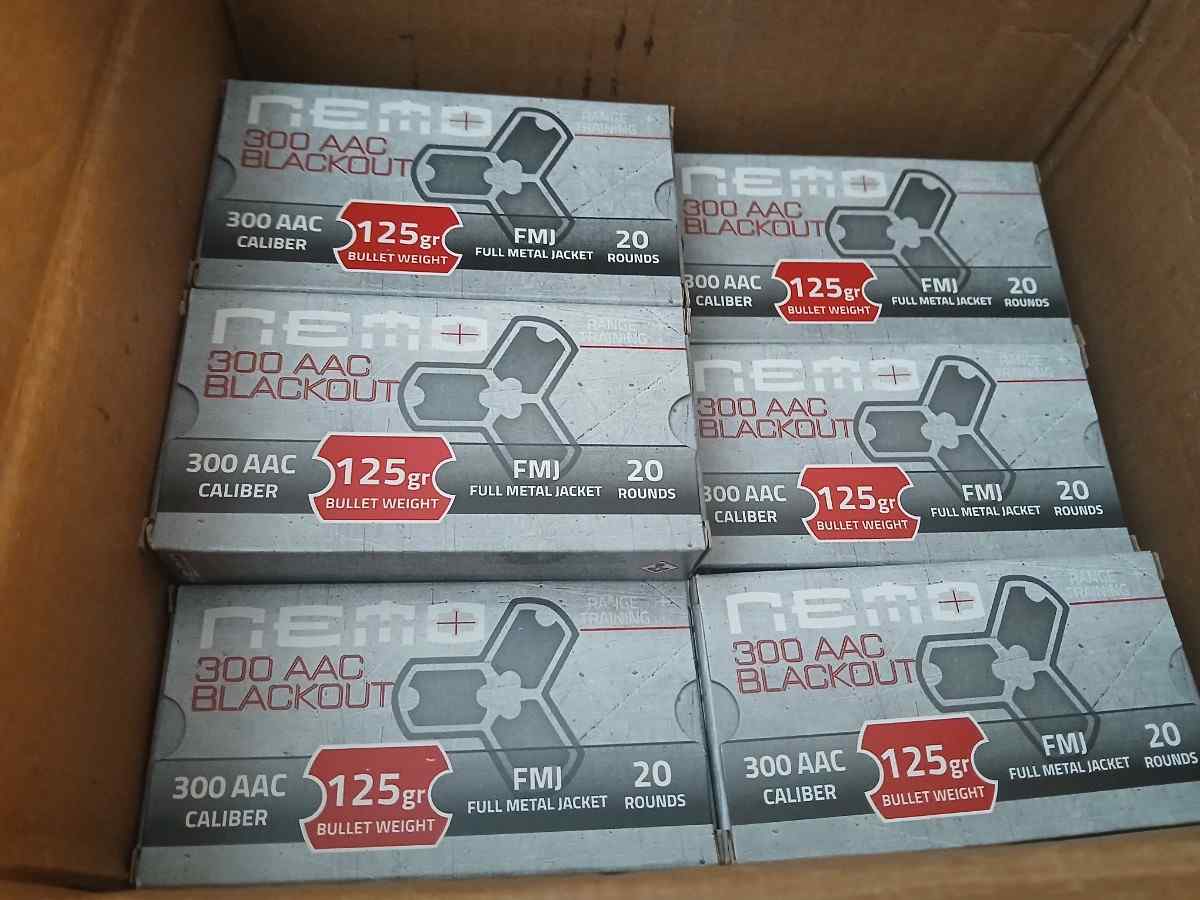 NEMO
RANGE
TRAINING
300 AAC
BLACKOUT
300 AAC
CALIBER
125gr
BULLET WEIGHT
FMJ
FULL METAL JACKET
20
ROUNDS
NEMO
300 AAC
BLACKOUT
300 AAC
CALIBER
125gr
BULLET WEIGHT
FMJ
FULL METAL JACKET
20
ROUNDS
NEMO
RANGE
TRAINING
300 AAC
BLACKOUT
300 AAC
CALIBER
125gr
BULLET WEIGHT
FMJ
FULL METAL JACKET
20
ROUNDS
NEMO
RANGE
TRAINING
300 AAC
BLACKOUT
300 AAC
CALIBER
125gr
BULLET WEIGHT
FMJ
FULL METAL JACKET
20
ROUNDS
NEMO
RANGE
TRAINING
300 AAC
BLACKOUT
300 AAC
CALIBER
125gr
BULLET WEIGHT
FMJ
FULL METAL JACKET
20
ROUNDS
NEMO
RANGE
TRAINING
300 AAC
BLACKOUT
300 AAC
CALIBER
125gr
BULLET WEIGHT
FMJ
FULL METAL JACKET
20
ROUNDS